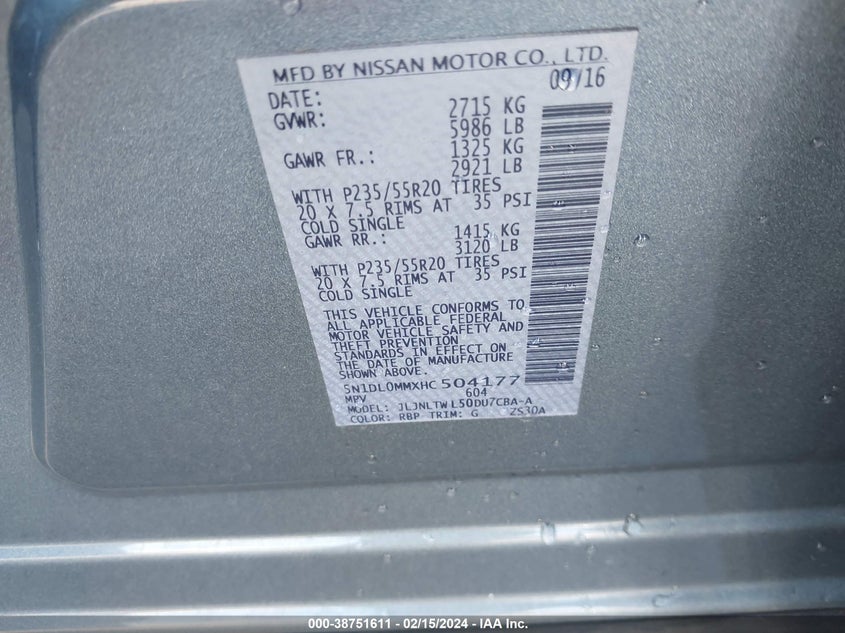 MFD BY NISSAN MOTOR CO., LTD.
DATE: 09/16
GVWR: 2715 KG
5986 LB
GAWR FR.: 1325 KG
2921 LB
WITH P235/55R20 TIRES
20 X 7.5 RIMS AT 35 PSI
COLD SINGLE
GAWR RR.: 1415 KG
3120 LB
WITH P235/55R20 TIRES
20 X 7.5 RIMS AT 35 PSI
COLD SINGLE
THIS VEHICLE CONFORMS TO
ALL APPLICABLE FEDERAL
MOTOR VEHICLE SAFETY AND
THEFT PREVENTION
STANDARDS IN EFFECT ON
THE DATE OF MANUFACTURE
SHOWN ABOVE.
5N1DL0MMXHC504177
MPV 604
MODEL: JLJNLTWL50DU7CBA-A
COLOR: RBP TRIM: G ZS30A
000-38751611 - 02/15/2024 - IAA Inc.